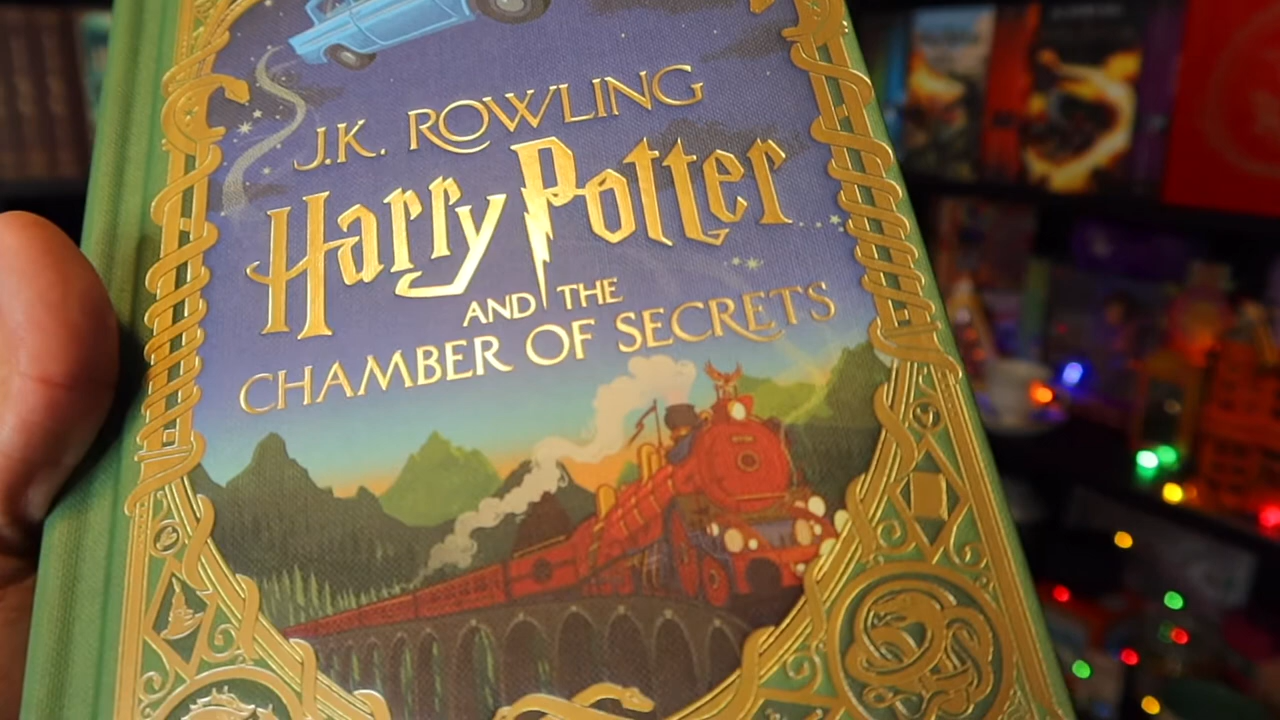 J.K. ROWLING
Harry Potter
AND THE
CHAMBER OF SECRETS